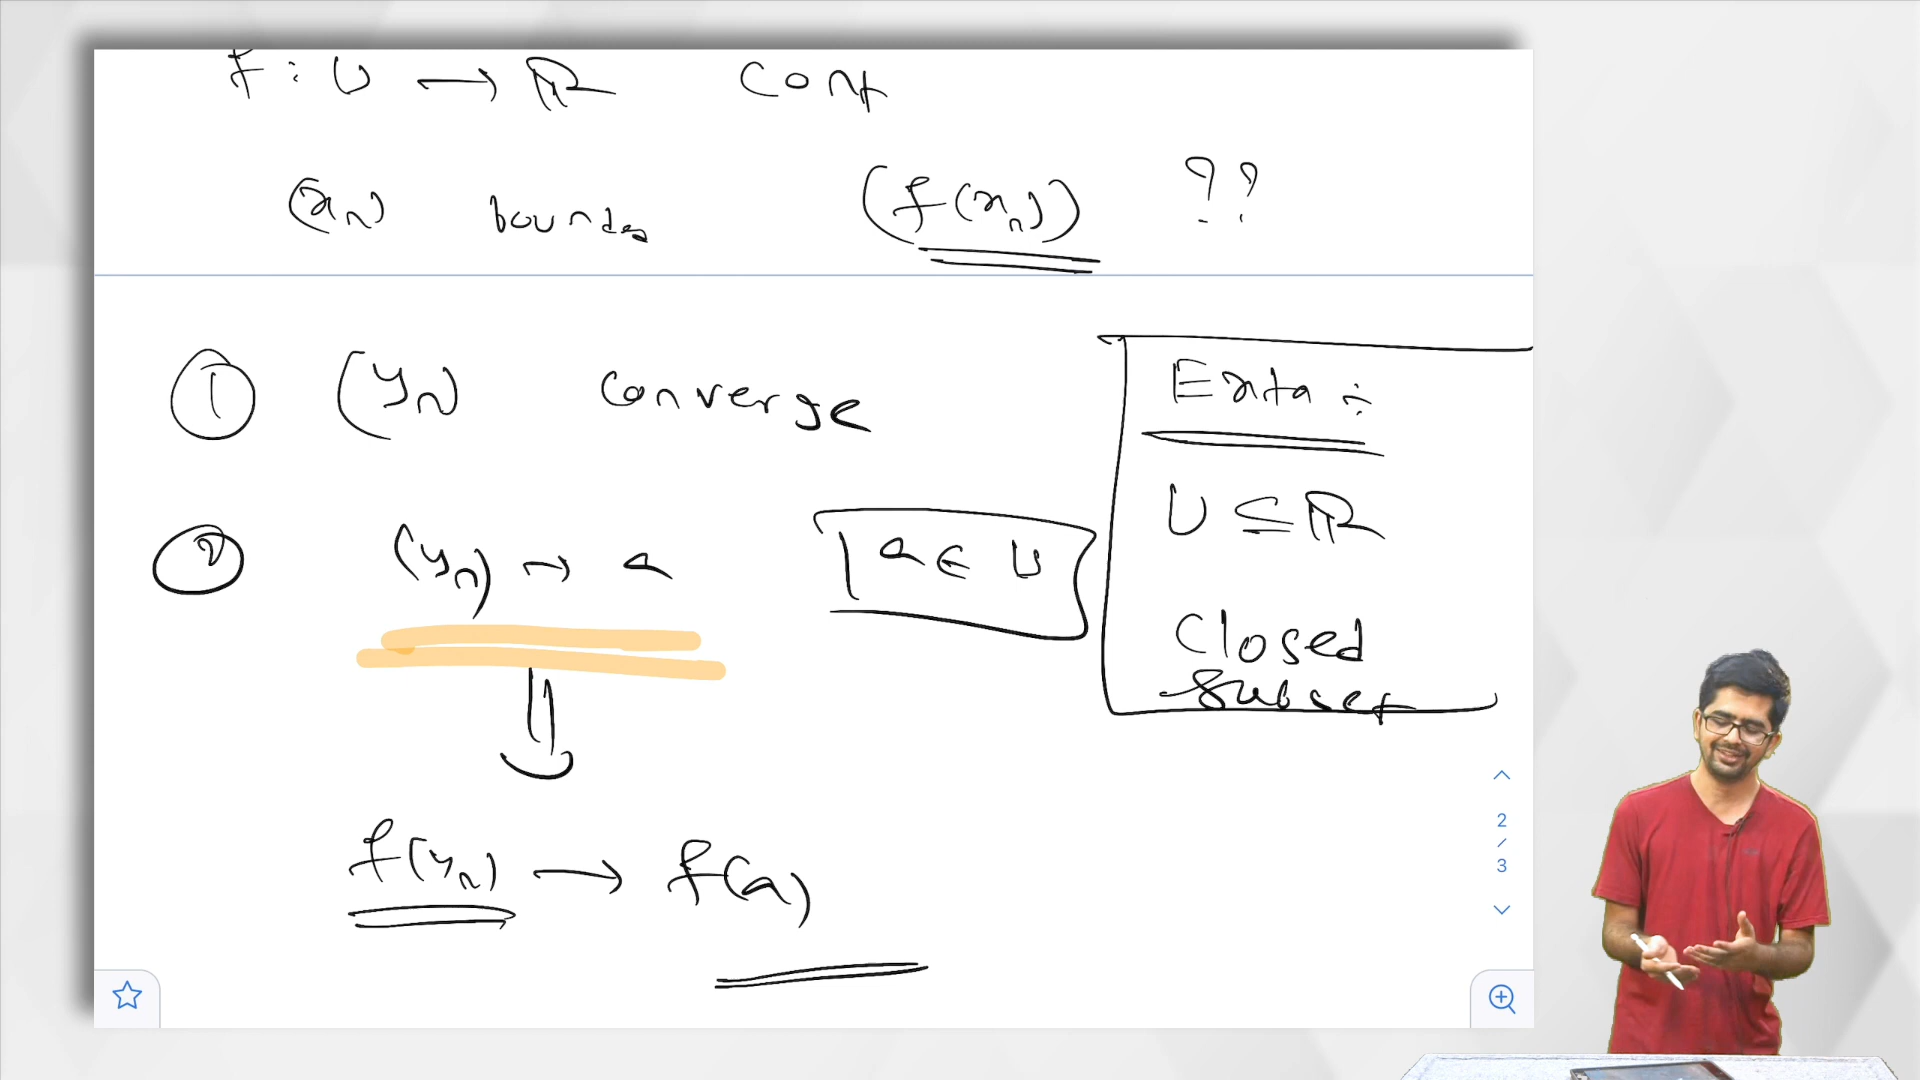 f : U → ℝ cont
(xₙ) bounded (f(xₙ)) ??
① (yₙ) converge
② (yₙ) → a a ∈ U
f(yₙ) → f(a)
Extra :
U ⊆ ℝ
Closed
Subset
2
/
3